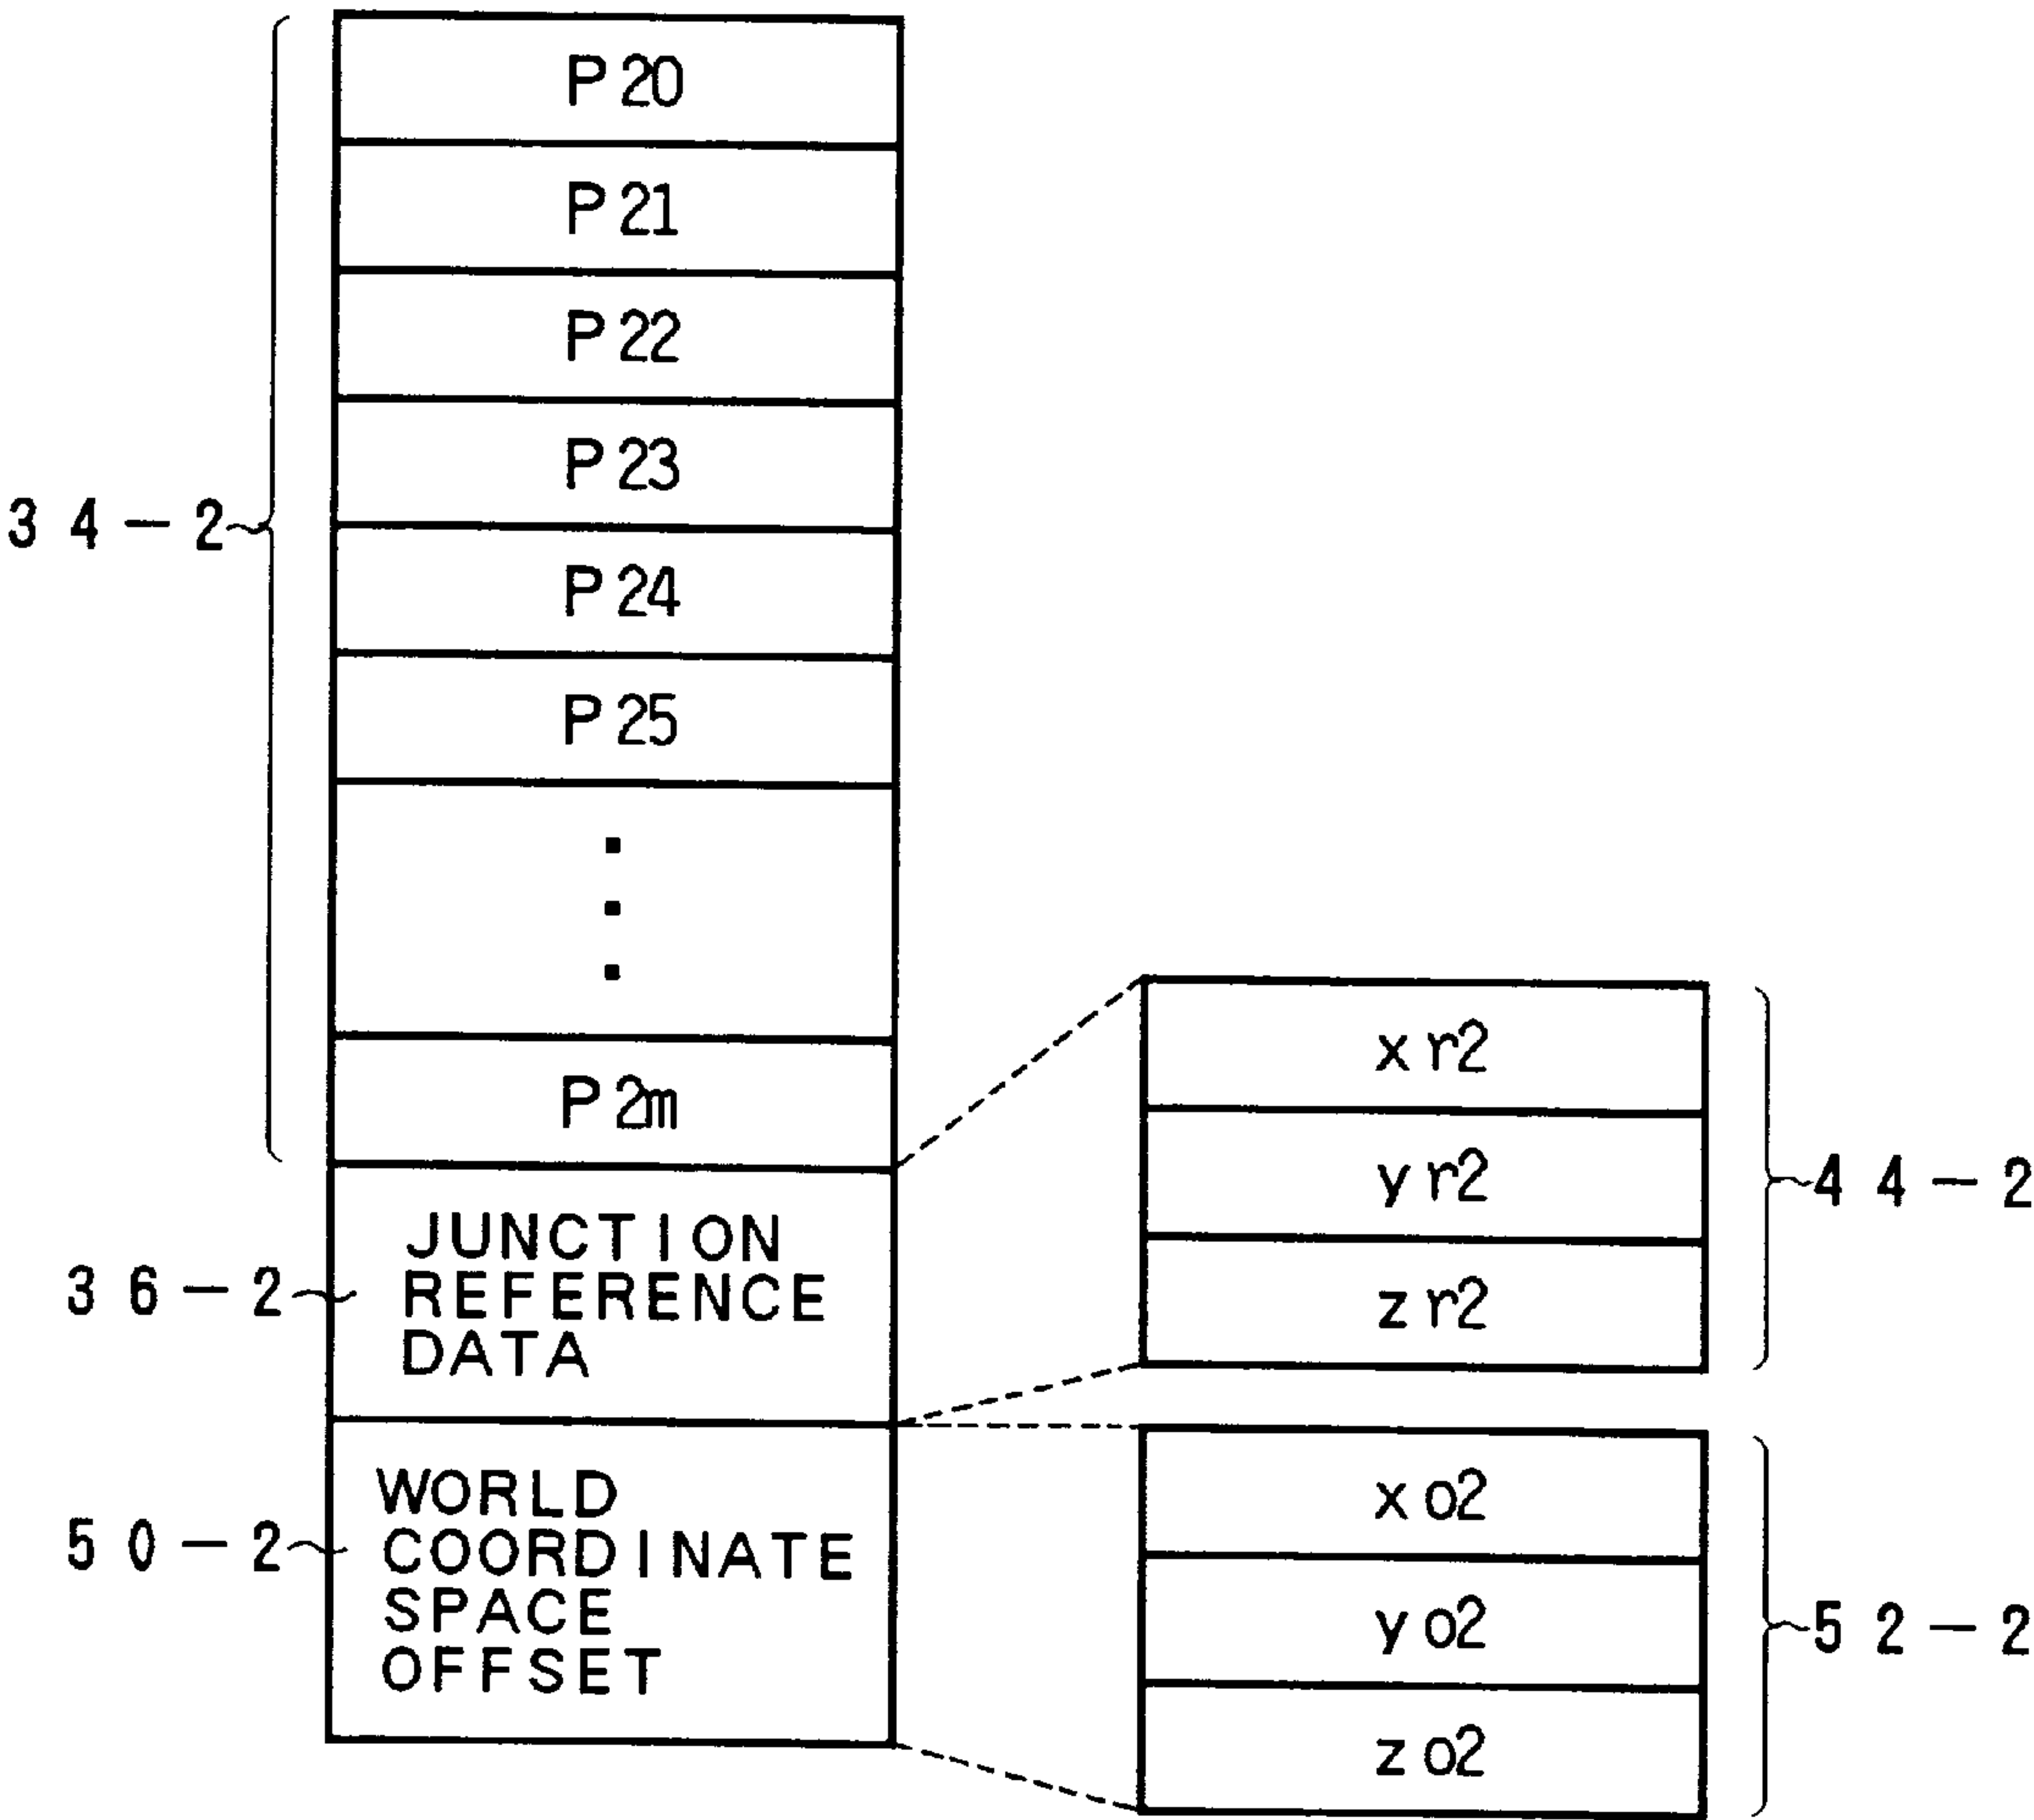 P20
P21
P22
P23
34-2
P24
P25
P2m
xr2
yr2
zr2
44-2
36-2
JUNCTION
REFERENCE
DATA
50-2
WORLD
COORDINATE
SPACE
OFFSET
xo2
yo2
zo2
52-2